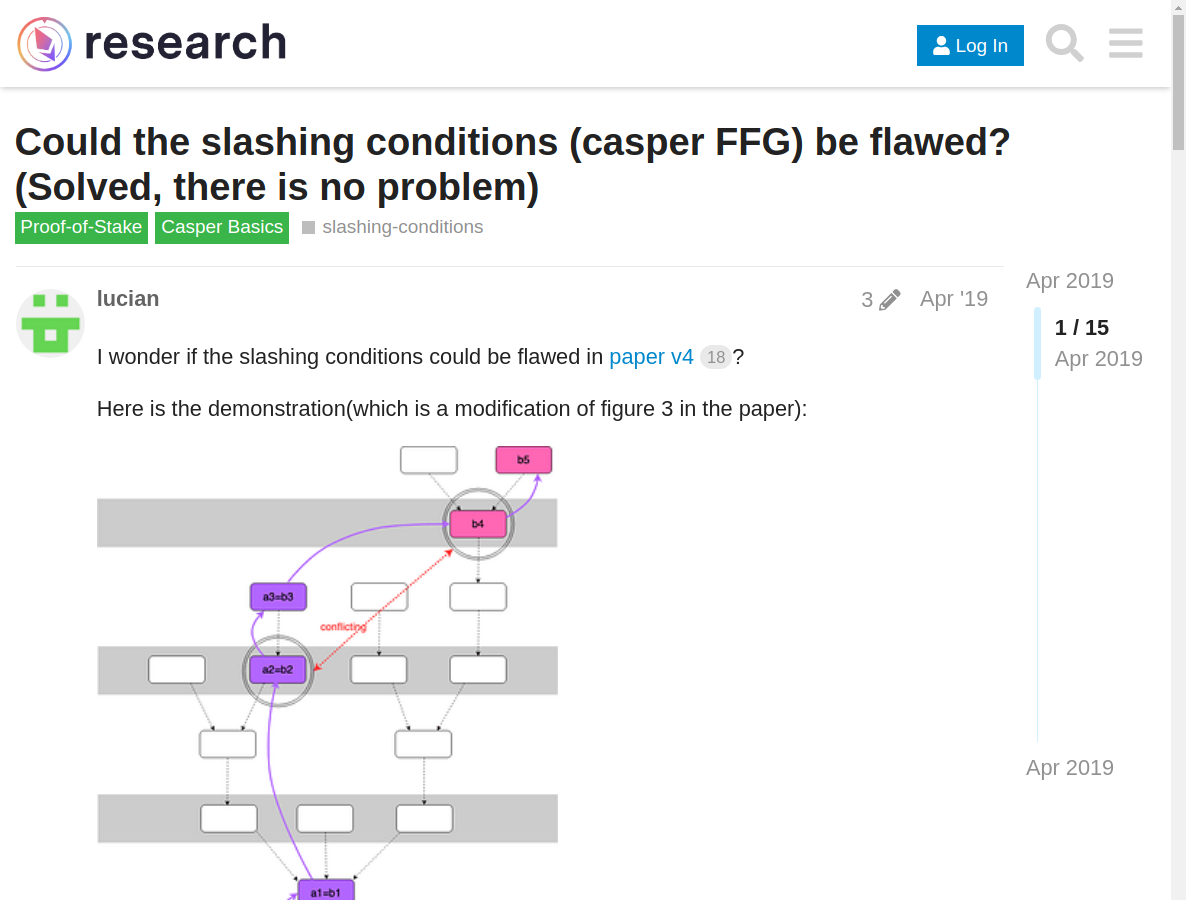 research
Log In
Could the slashing conditions (casper FFG) be flawed?
(Solved, there is no problem)
Proof-of-Stake Casper Basics slashing-conditions
lucian 3 Apr '19
I wonder if the slashing conditions could be flawed in paper v4 18 ?
Here is the demonstration(which is a modification of figure 3 in the paper):
b5
b4
a3=b3
conflicting
a2=b2
a1=b1
Apr 2019
1 / 15
Apr 2019
Apr 2019